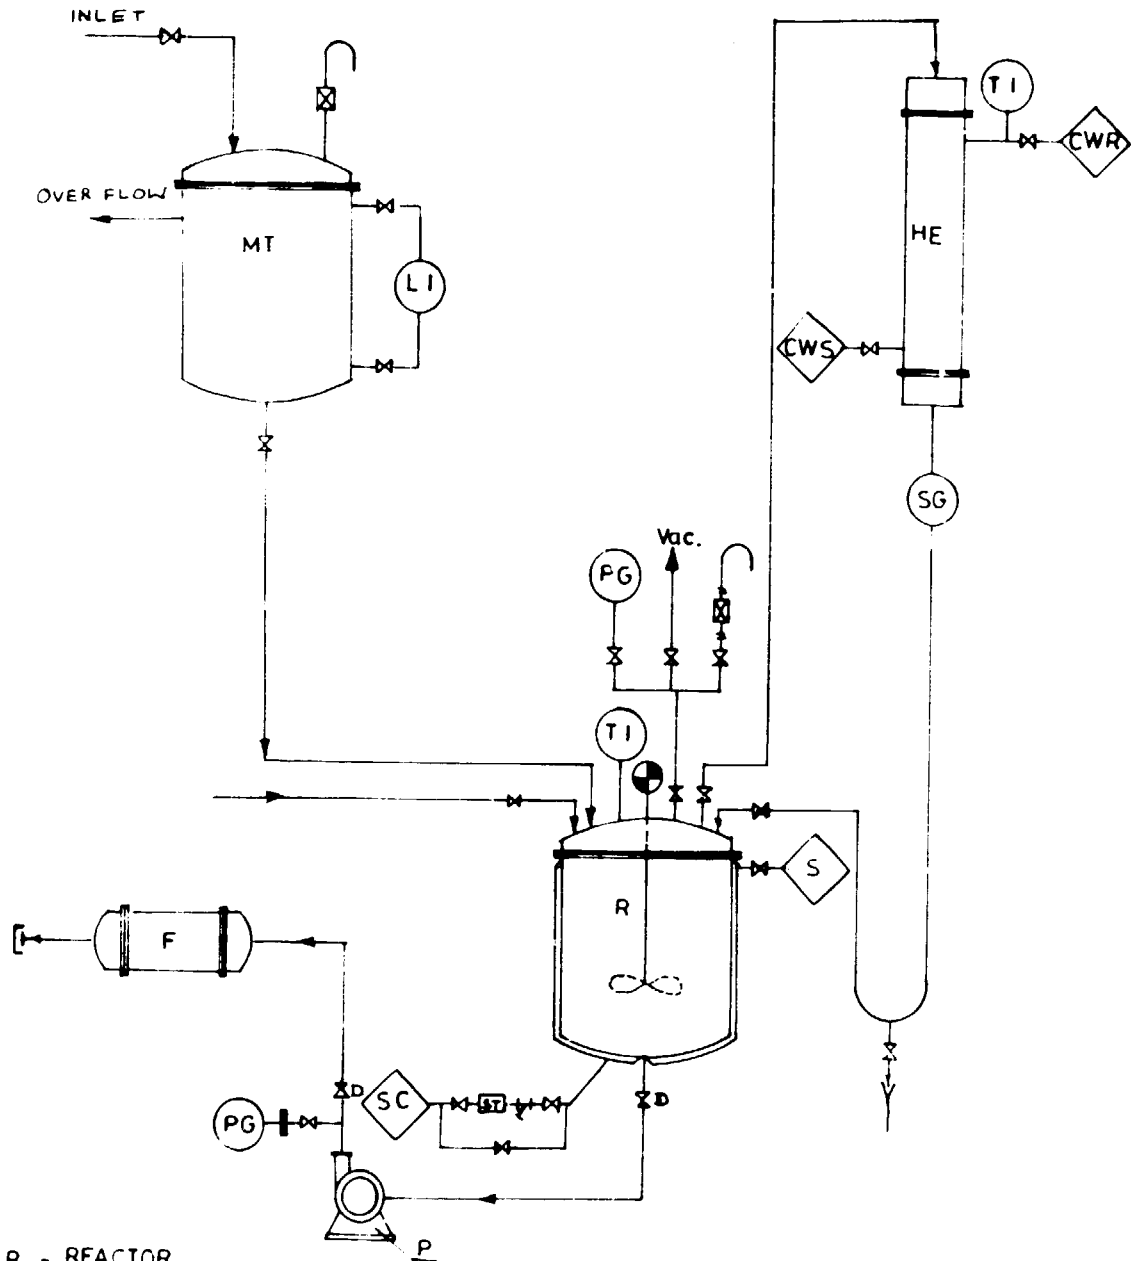 INLET
TI
CWR
OVER FLOW
MT
HE
LI
CWS
SG
Vac.
PG
TI
S
R
F
D
SC
ST
D
PG
P
R - REACTOR